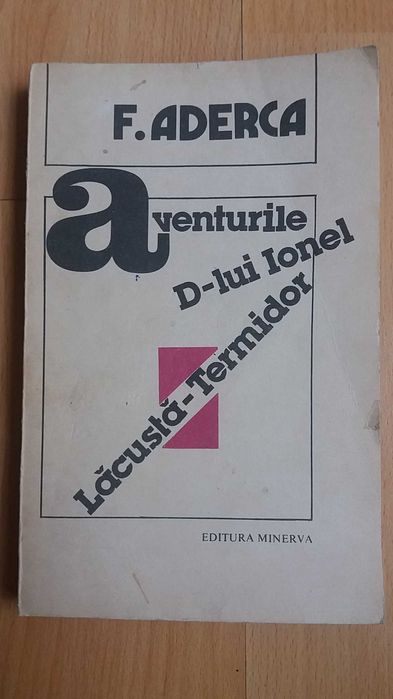 F. ADERCA
aventurile
D-lui Ionel
Lăcustă-Termidor
EDITURA MINERVA